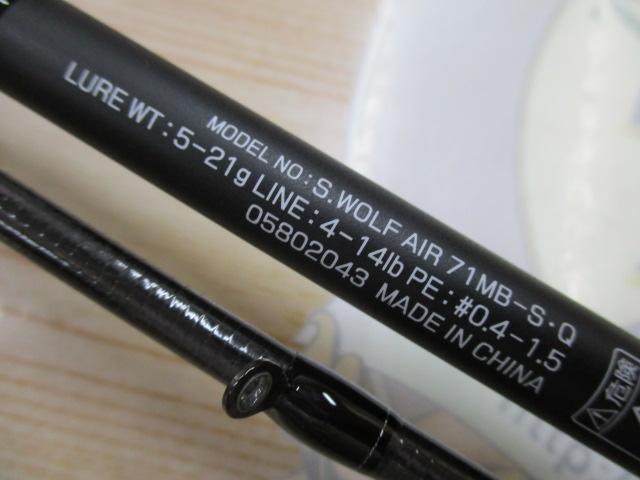 MODEL NO : S.WOLF AIR 71MB-S・Q
LURE WT : 5-21g LINE : 4-14lb PE : #0.4-1.5
05802043 MADE IN CHINA
危険
http: